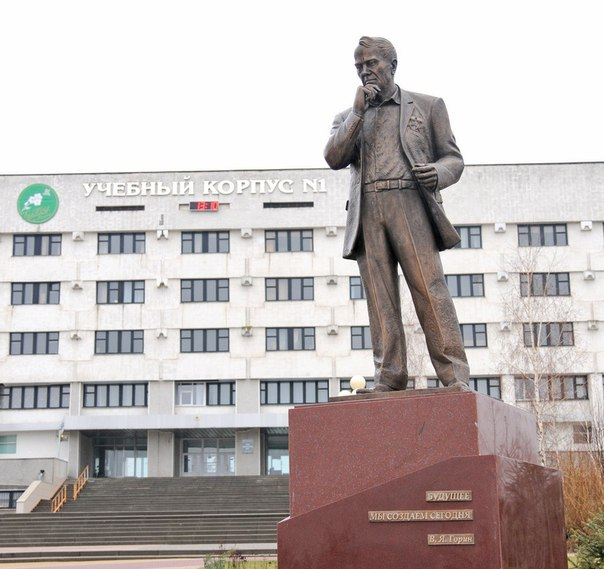 УЧЕБНЫЙ КОРПУС N1
БУДУЩЕЕ
МЫ СОЗДАЕМ СЕГОДНЯ
В. Я. Горин